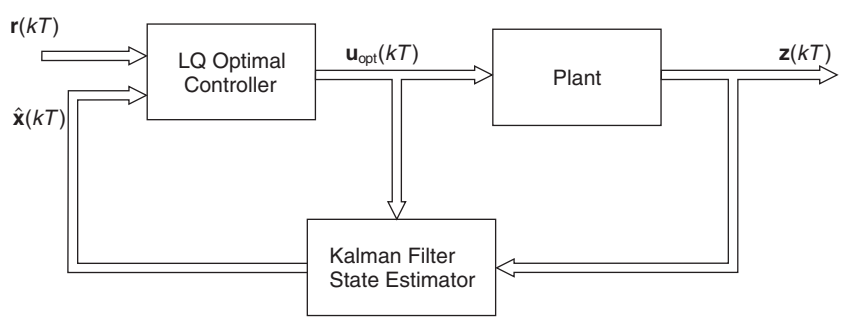 r(kT)
LQ Optimal
Controller
u_opt(kT)
Plant
z(kT)
x̂(kT)
Kalman Filter
State Estimator